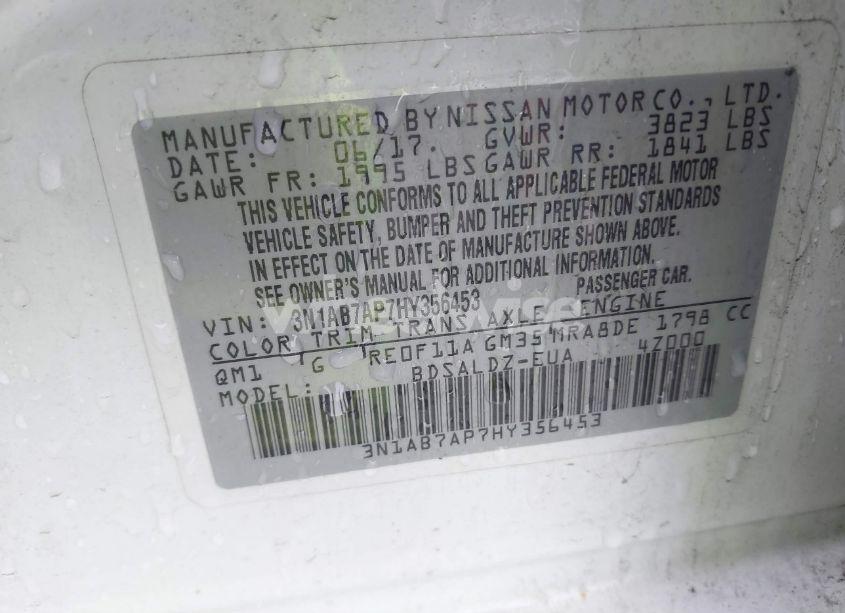 MANUFACTURED BY NISSAN MOTOR CO., LTD.
DATE: 06/17. GVWR: 3823 LBS
GAWR FR: 1995 LBS GAWR RR: 1841 LBS
THIS VEHICLE CONFORMS TO ALL APPLICABLE FEDERAL MOTOR
VEHICLE SAFETY, BUMPER AND THEFT PREVENTION STANDARDS
IN EFFECT ON THE DATE OF MANUFACTURE SHOWN ABOVE.
SEE OWNER'S MANUAL FOR ADDITIONAL INFORMATION.
VIN: 3N1AB7AP7HY356453 PASSENGER CAR.
COLOR TRIM TRANS AXLE ENGINE
QM1 G RE0F11A GM35 MRA8DE 1798 CC
MODEL: BDSALDZ-EUA 4Z000
3N1AB7AP7HY356453